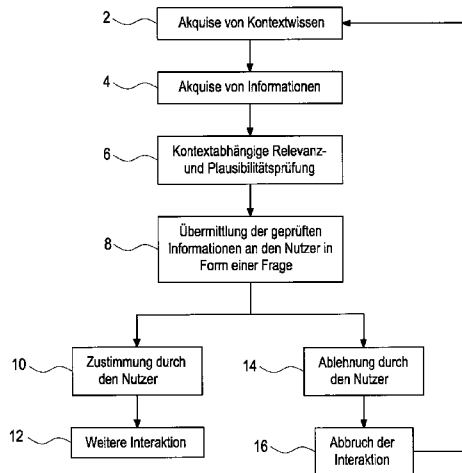 2 Akquise von Kontextwissen
4 Akquise von Informationen
6 Kontextabhängige Relevanz-
und Plausibilitätsprüfung
8 Übermittlung der geprüften
Informationen an den Nutzer in
Form einer Frage
10 Zustimmung durch
den Nutzer
14 Ablehnung durch
den Nutzer
12 Weitere Interaktion
16 Abbruch der
Interaktion